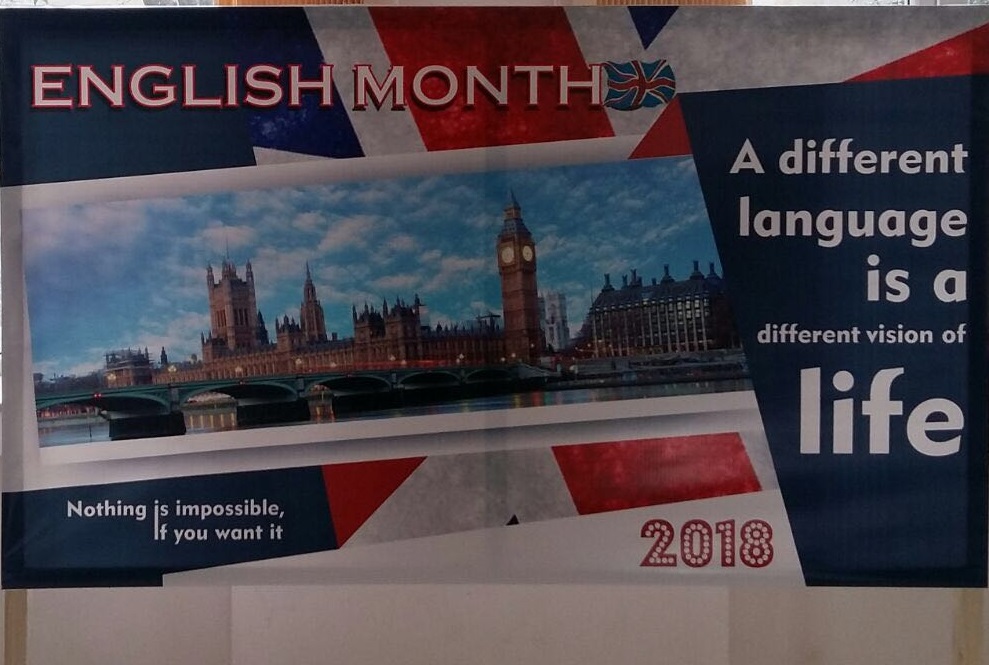 ENGLISH MONTH
A different
language
is a
different vision of
life
Nothing is impossible,
If you want it
2018